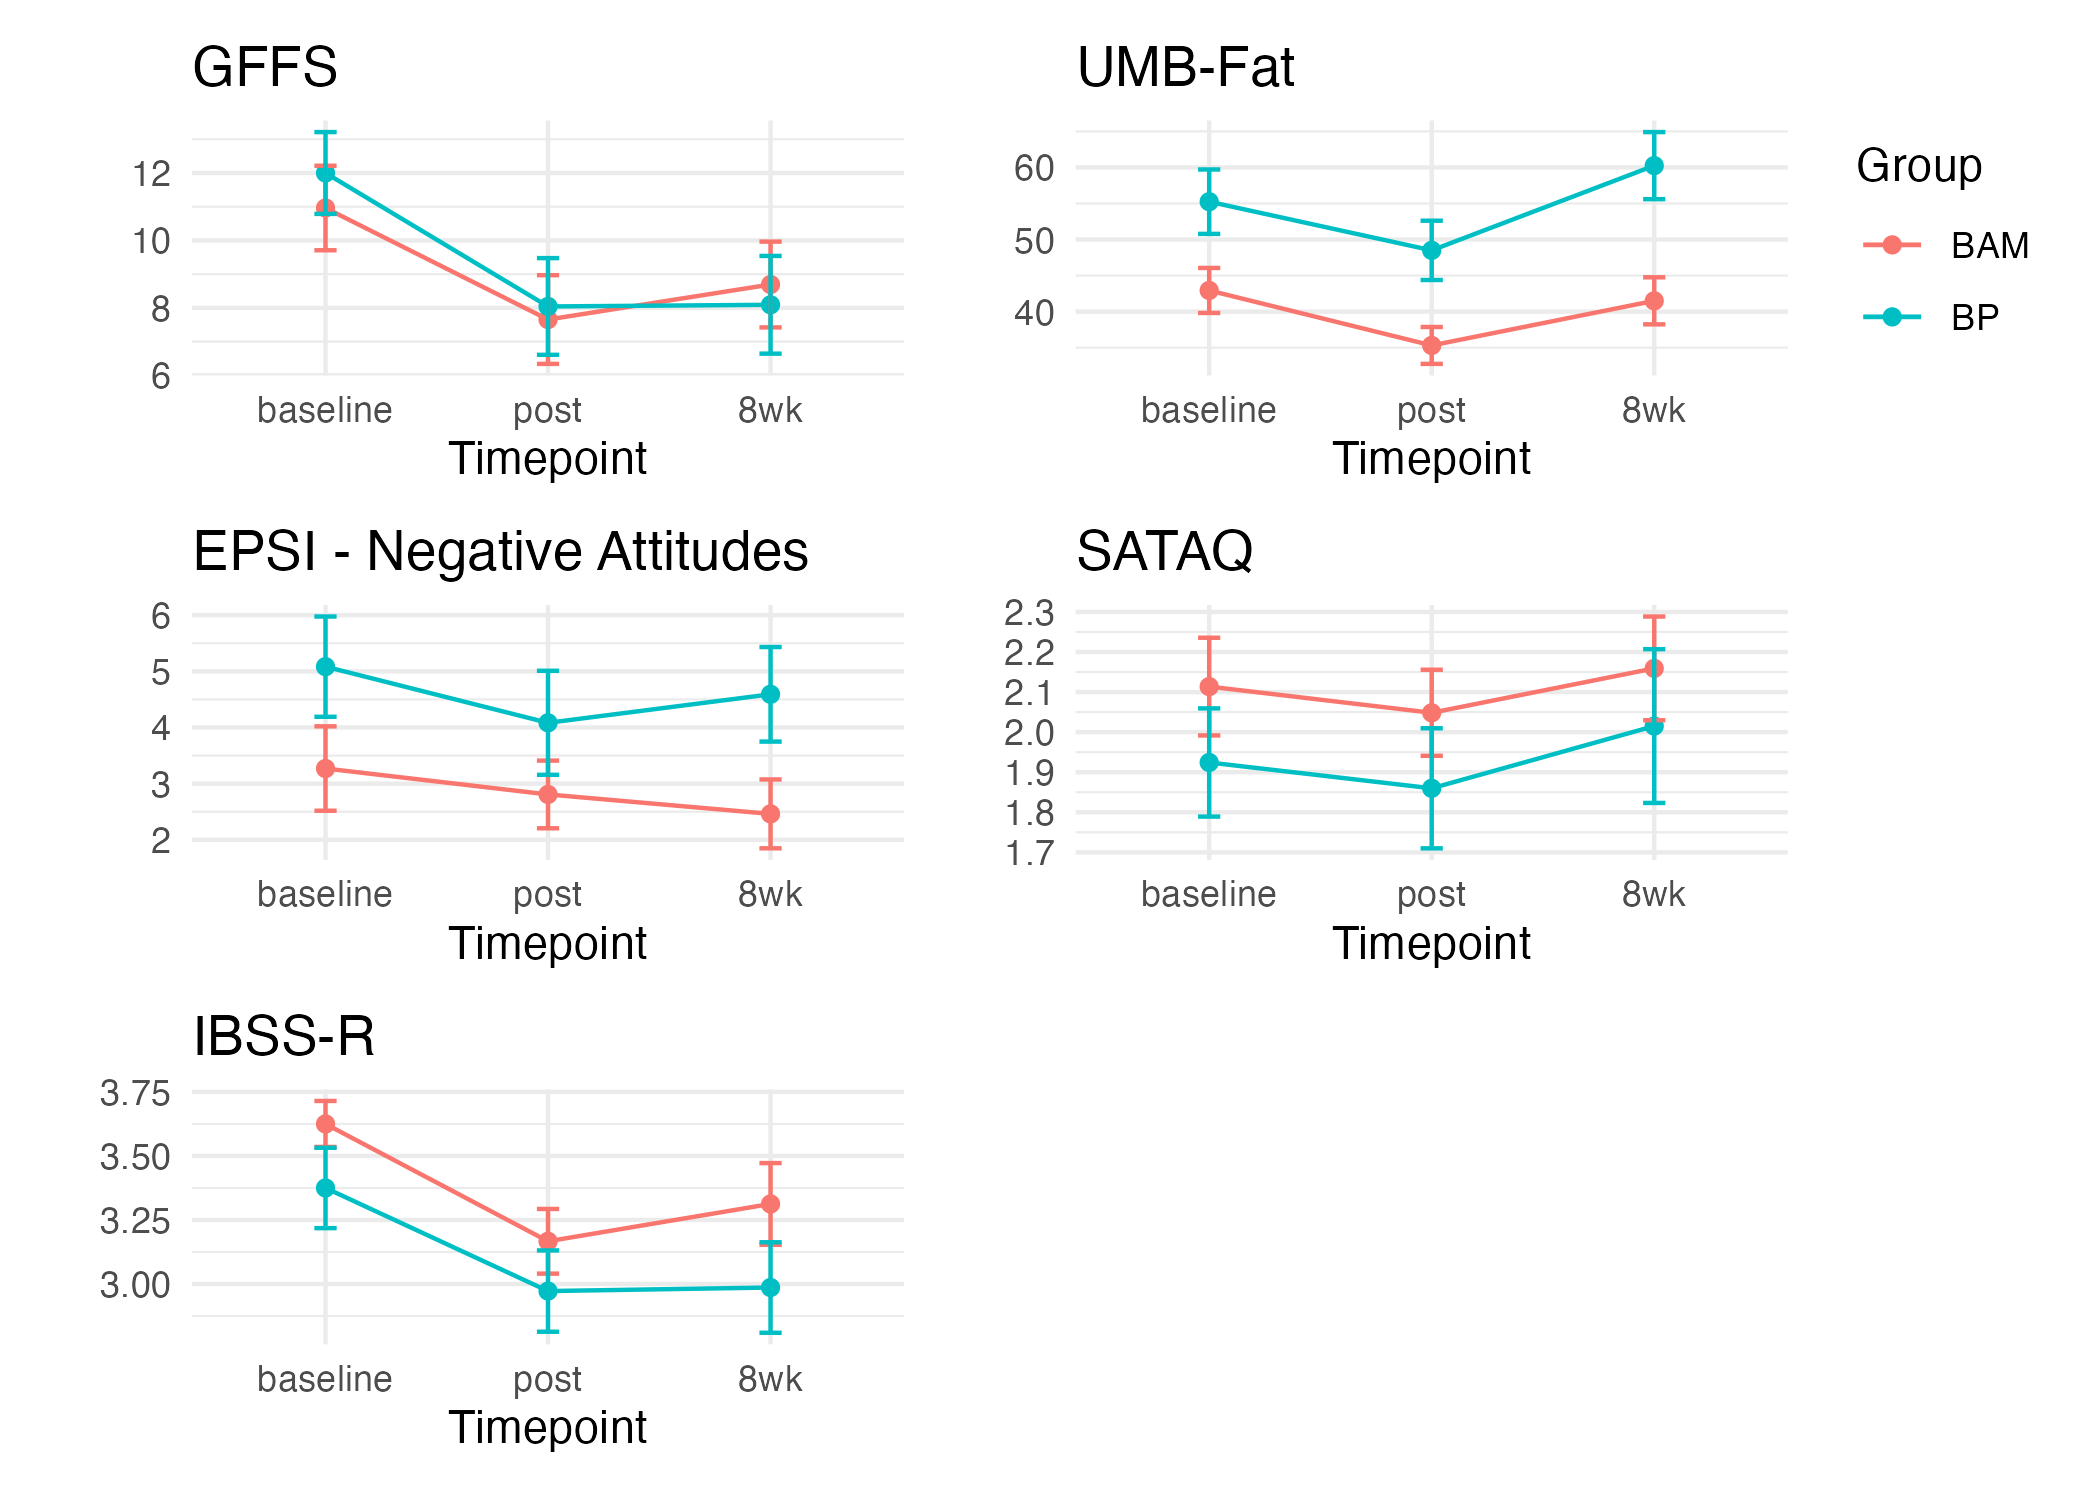 GFFS
12
10
8
6
baseline post 8wk
Timepoint
UMB-Fat
60
50
40
baseline post 8wk
Timepoint
Group
BAM
BP
EPSI - Negative Attitudes
6
5
4
3
2
baseline post 8wk
Timepoint
SATAQ
2.3
2.2
2.1
2.0
1.9
1.8
1.7
baseline post 8wk
Timepoint
IBSS-R
3.75
3.50
3.25
3.00
baseline post 8wk
Timepoint